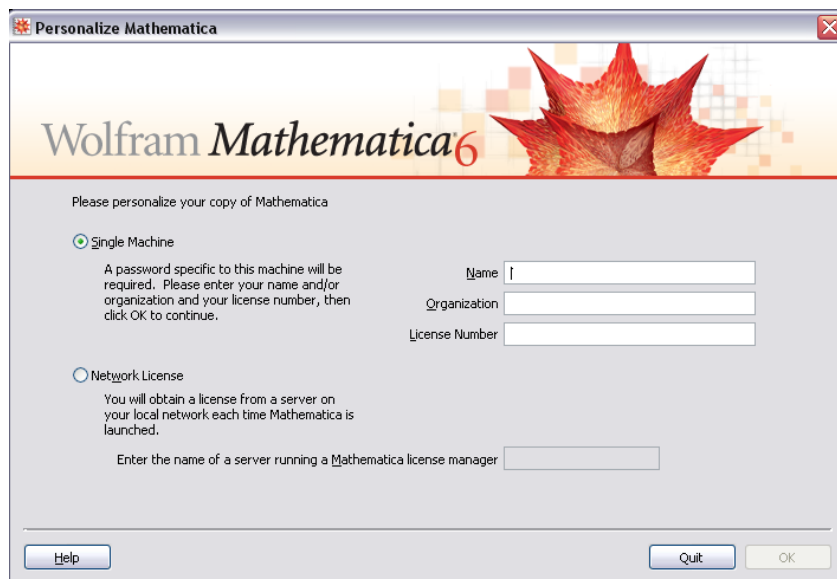 Personalize Mathematica
Wolfram Mathematica 6
Please personalize your copy of Mathematica
Single Machine
A password specific to this machine will be
required. Please enter your name and/or
organization and your license number, then
click OK to continue.
Name
Organization
License Number
Network License
You will obtain a license from a server on
your local network each time Mathematica is
launched.
Enter the name of a server running a Mathematica license manager
Help
Quit
OK